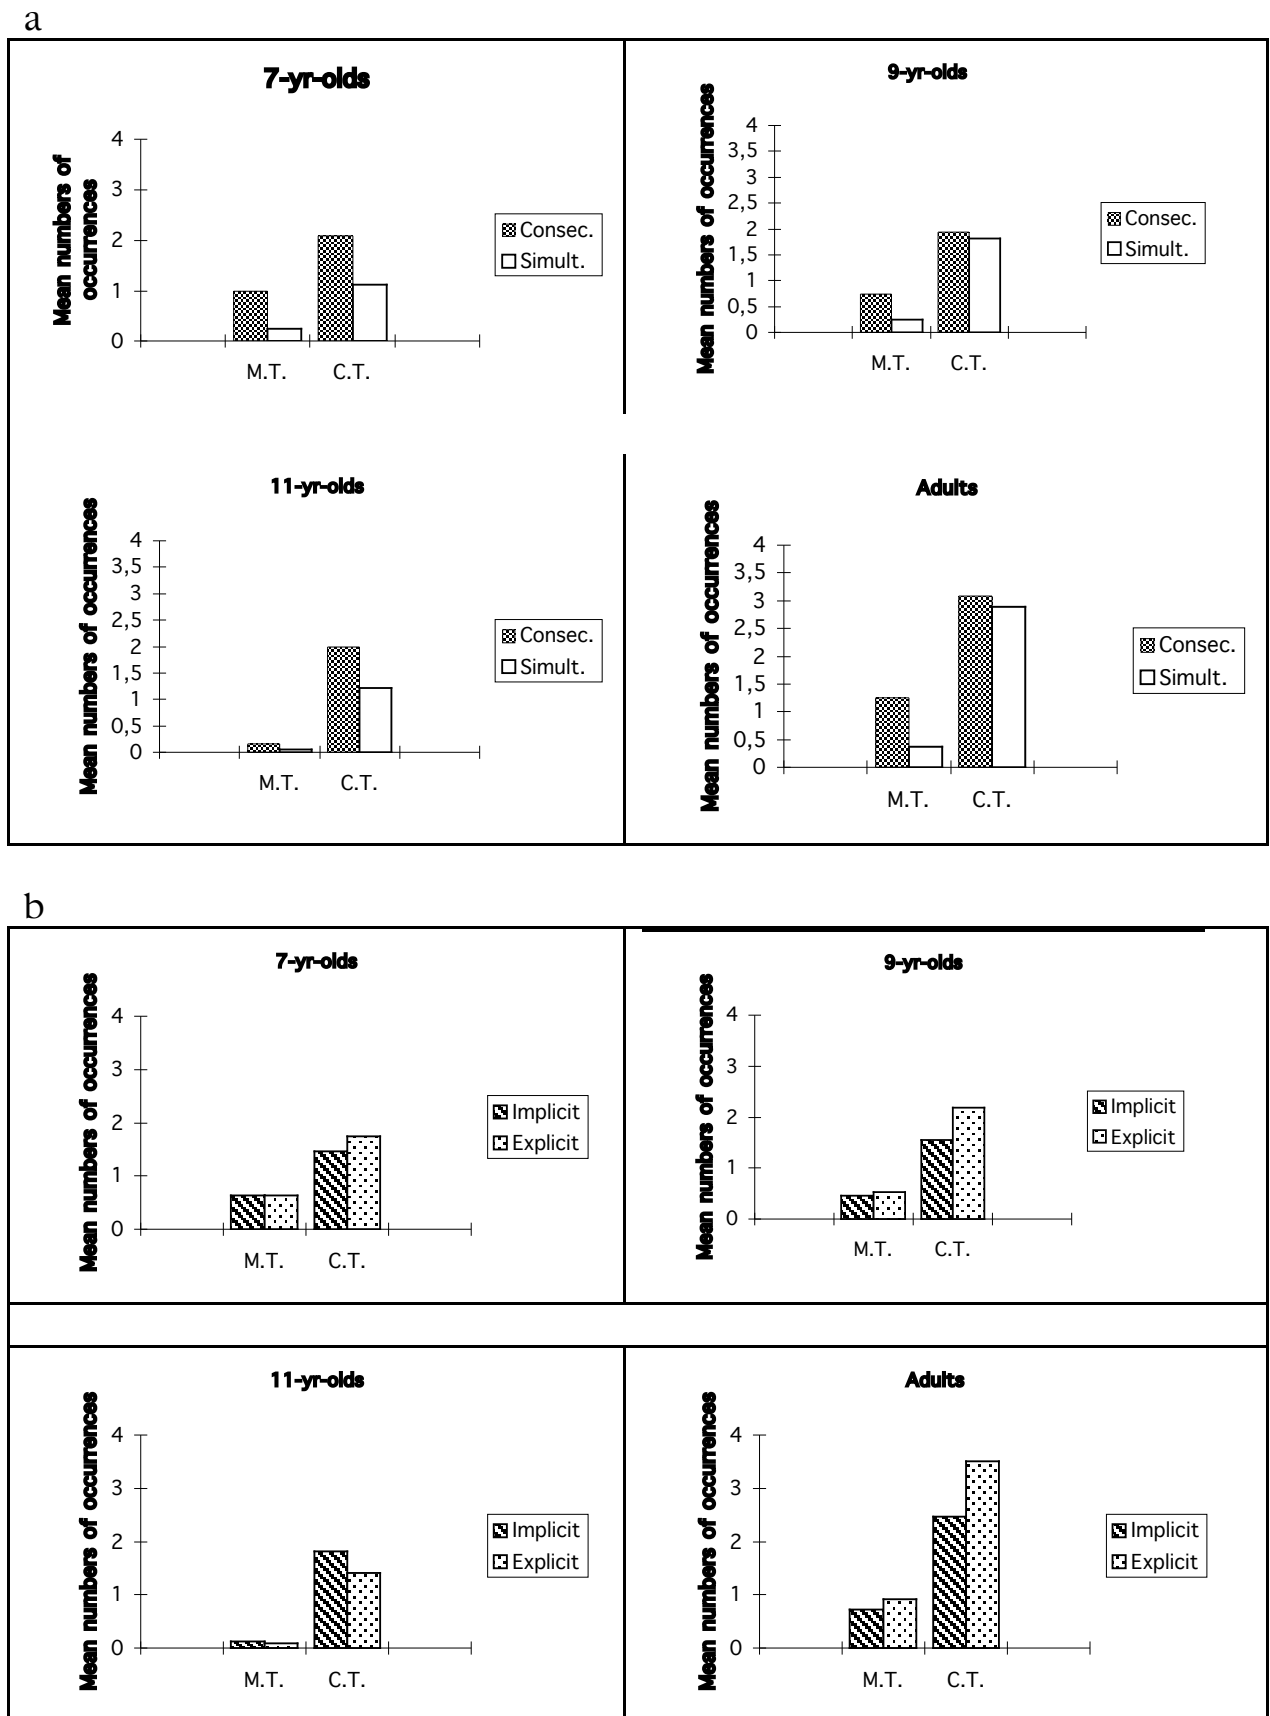 a
7-yr-olds
Mean numbers of
occurrences
4
3
2
1
0
M.T. C.T.
Consec.
Simult.
9-yr-olds
Mean numbers of occurrences
4
3,5
3
2,5
2
1,5
1
0,5
0
M.T. C.T.
Consec.
Simult.
11-yr-olds
Mean numbers of occurrences
4
3,5
3
2,5
2
1,5
1
0,5
0
M.T. C.T.
Consec.
Simult.
Adults
Mean numbers of occurrences
4
3,5
3
2,5
2
1,5
1
0,5
0
M.T. C.T.
Consec.
Simult.
b
7-yr-olds
Mean numbers of occurrences
4
3
2
1
0
M.T. C.T.
Implicit
Explicit
9-yr-olds
Mean numbers of occurrences
4
3
2
1
0
M.T. C.T.
Implicit
Explicit
11-yr-olds
Mean numbers of occurrences
4
3
2
1
0
M.T. C.T.
Implicit
Explicit
Adults
Mean numbers of occurrences
4
3
2
1
0
M.T. C.T.
Implicit
Explicit